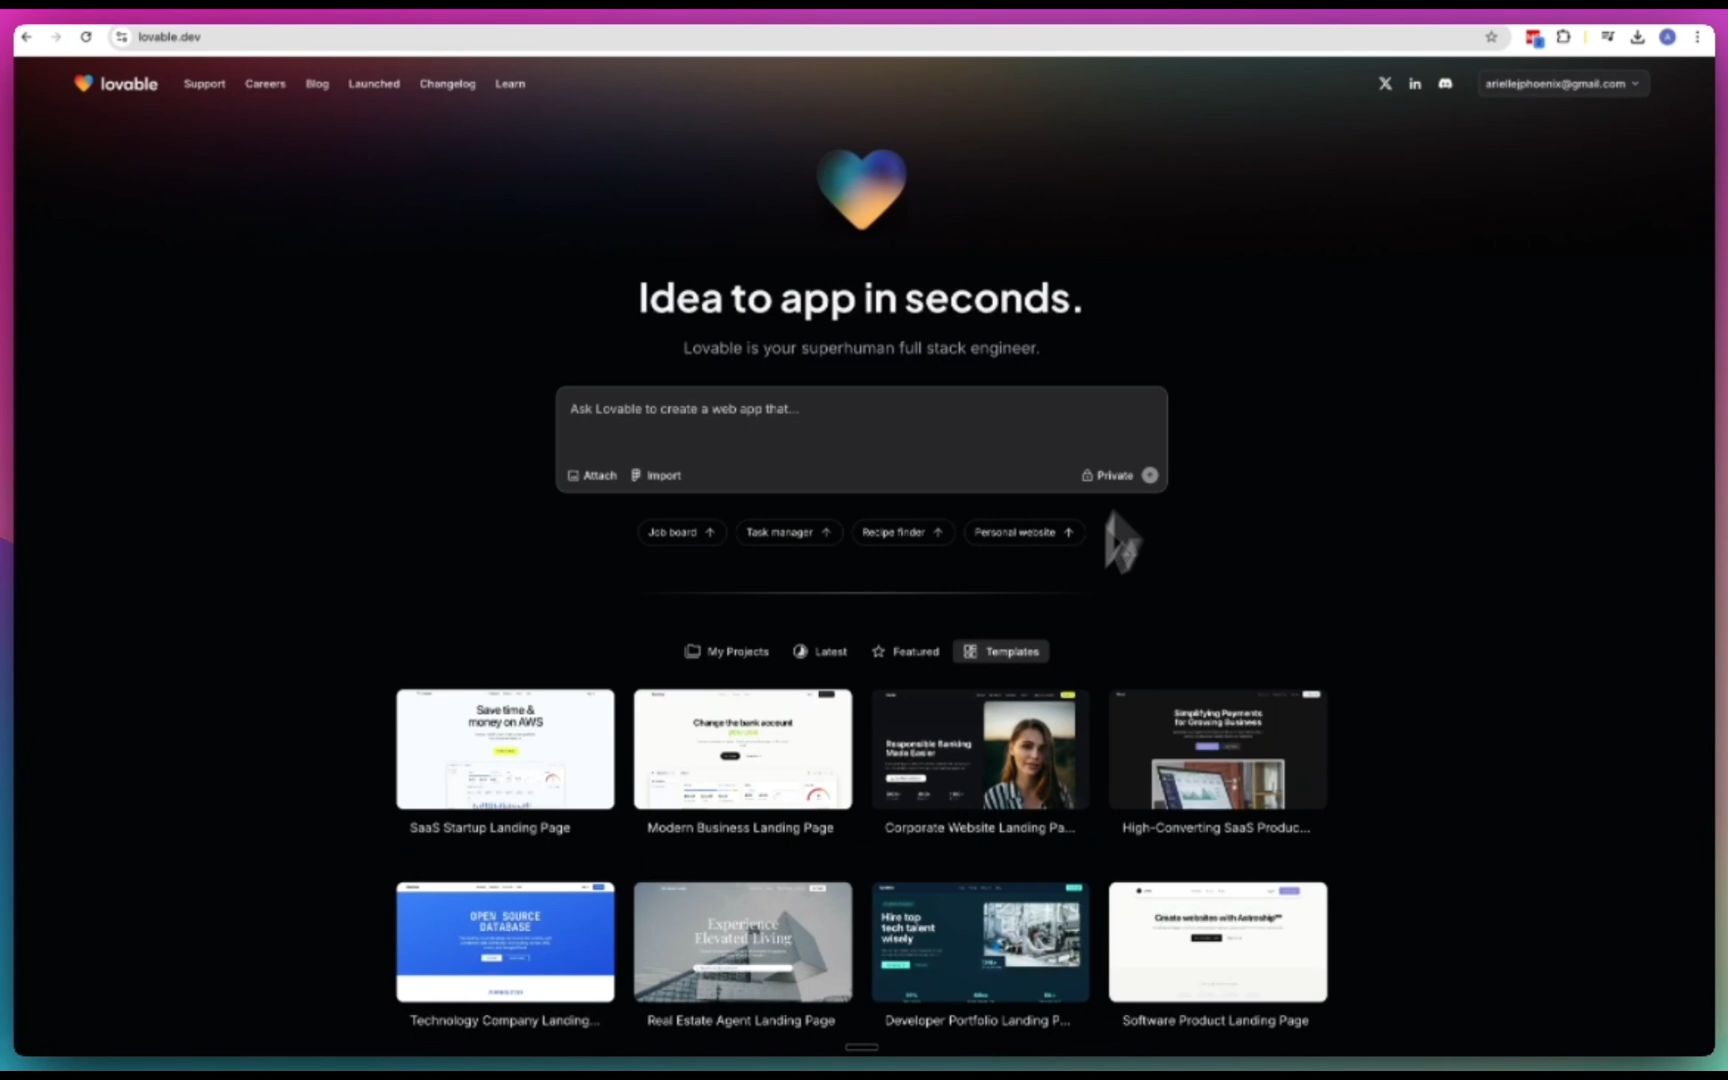 lovable.dev
lovable
Support
Careers
Blog
Launched
Changelog
Learn
ariellejphoenix@gmail.com
Idea to app in seconds.
Lovable is your superhuman full stack engineer.
Ask Lovable to create a web app that...
Attach
Import
Private
Job board
Task manager
Recipe finder
Personal website
My Projects
Latest
Featured
Templates
Save time &
money on AWS
Change the bank account
Responsible Banking
Made Easier
Simplifying Payments
for Growing Business
SaaS Startup Landing Page
Modern Business Landing Page
Corporate Website Landing Pa...
High-Converting SaaS Produc...
OPEN SOURCE
DATABASE
Experience
Elevated Living
Hire top
tech talent
wisely
Create websites with Astroship
Technology Company Landing...
Real Estate Agent Landing Page
Developer Portfolio Landing P...
Software Product Landing Page